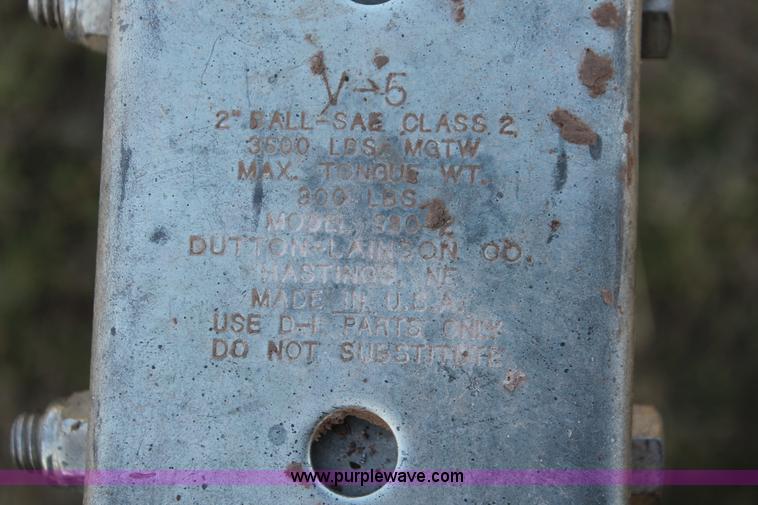 V→5
2" BALL-SAE CLASS 2,
3500 LBS. MGTW
MAX. TONGUE WT.
300 LBS.
MODEL
DUTTON-LAINSON CO.
HASTINGS, NE
MADE IN U.S.A.
USE D-L PARTS ONLY
DO NOT SUBSTITUTE
www.purplewave.com